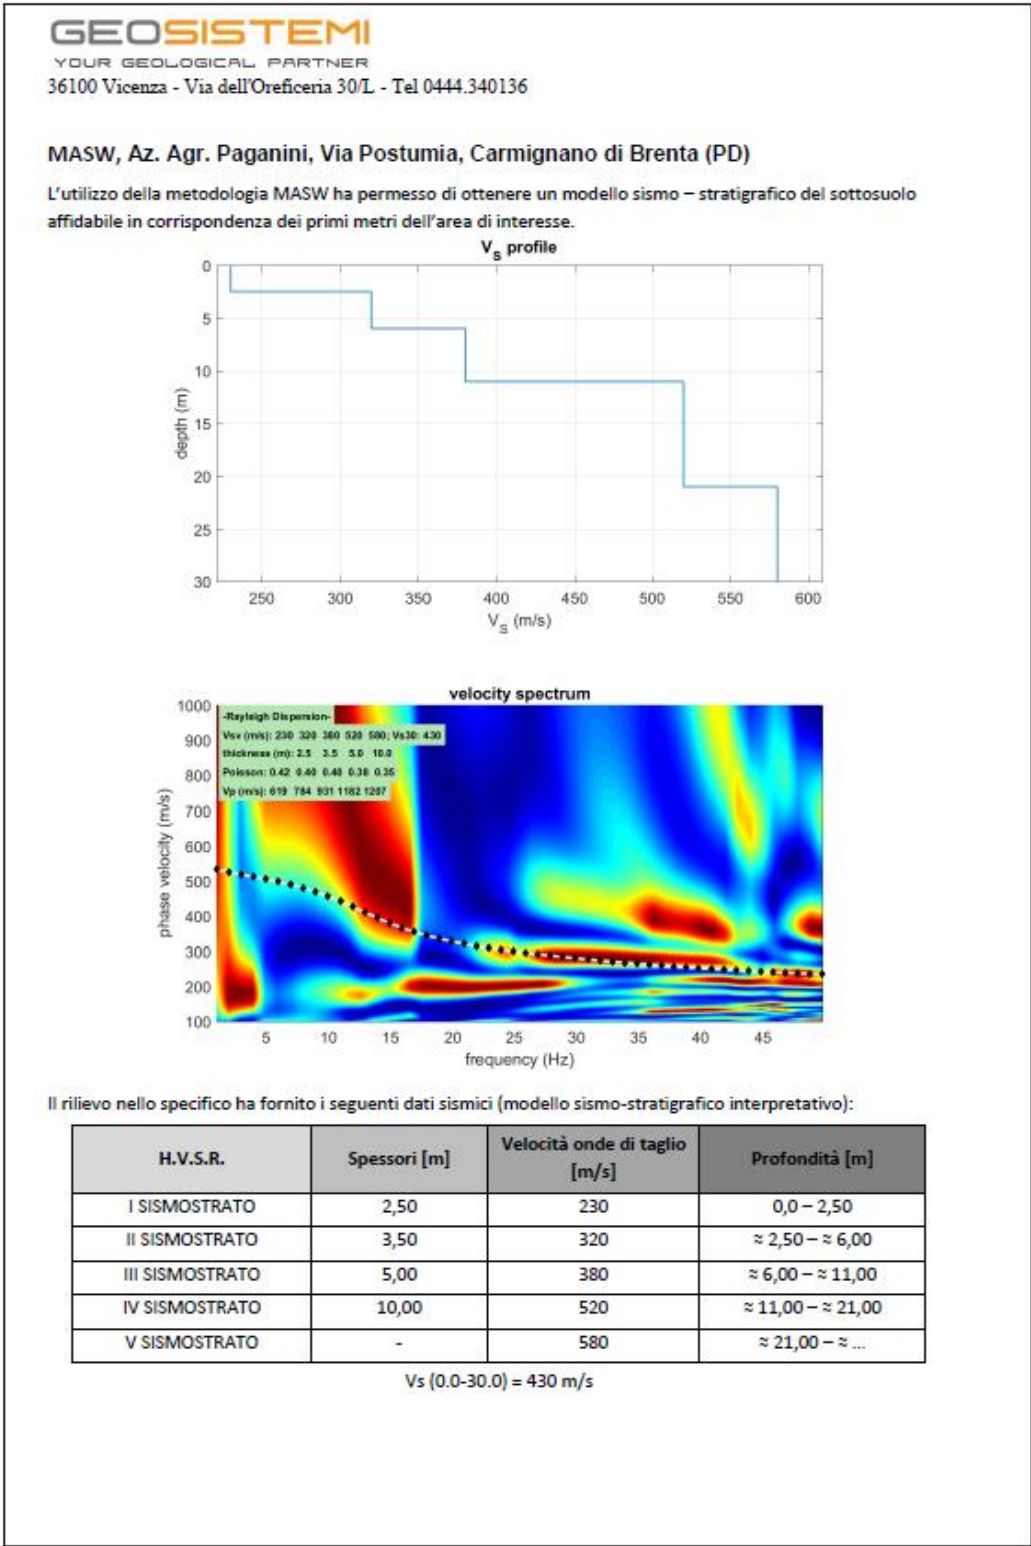 GEOSISTEMI
YOUR GEOLOGICAL PARTNER
36100 Vicenza - Via dell'Oreficeria 30/L - Tel 0444.340136
MASW, Az. Agr. Paganini, Via Postumia, Carmignano di Brenta (PD)
L'utilizzo della metodologia MASW ha permesso di ottenere un modello sismo – stratigrafico del sottosuolo
affidabile in corrispondenza dei primi metri dell'area di interesse.
VS profile
0
5
10
15
20
25
30
depth (m)
250 300 350 400 450 500 550 600
VS (m/s)
velocity spectrum
1000
900
800
700
600
500
400
300
200
100
phase velocity (m/s)
-Rayleigh Dispersion-
Vsv (m/s): 230 320 380 520 580; Vs30: 430
thickness (m): 2.5 3.5 5.0 10.0
Poisson: 0.42 0.40 0.40 0.38 0.35
Vp (m/s): 619 784 931 1182 1207
5 10 15 20 25 30 35 40 45
frequency (Hz)
Il rilievo nello specifico ha fornito i seguenti dati sismici (modello sismo-stratigrafico interpretativo):
H.V.S.R. Spessori [m] Velocità onde di taglio [m/s] Profondità [m]
I SISMOSTRATO 2,50 230 0,0 – 2,50
II SISMOSTRATO 3,50 320 ≈ 2,50 – ≈ 6,00
III SISMOSTRATO 5,00 380 ≈ 6,00 – ≈ 11,00
IV SISMOSTRATO 10,00 520 ≈ 11,00 – ≈ 21,00
V SISMOSTRATO - 580 ≈ 21,00 – ≈ ...
Vs (0.0-30.0) = 430 m/s